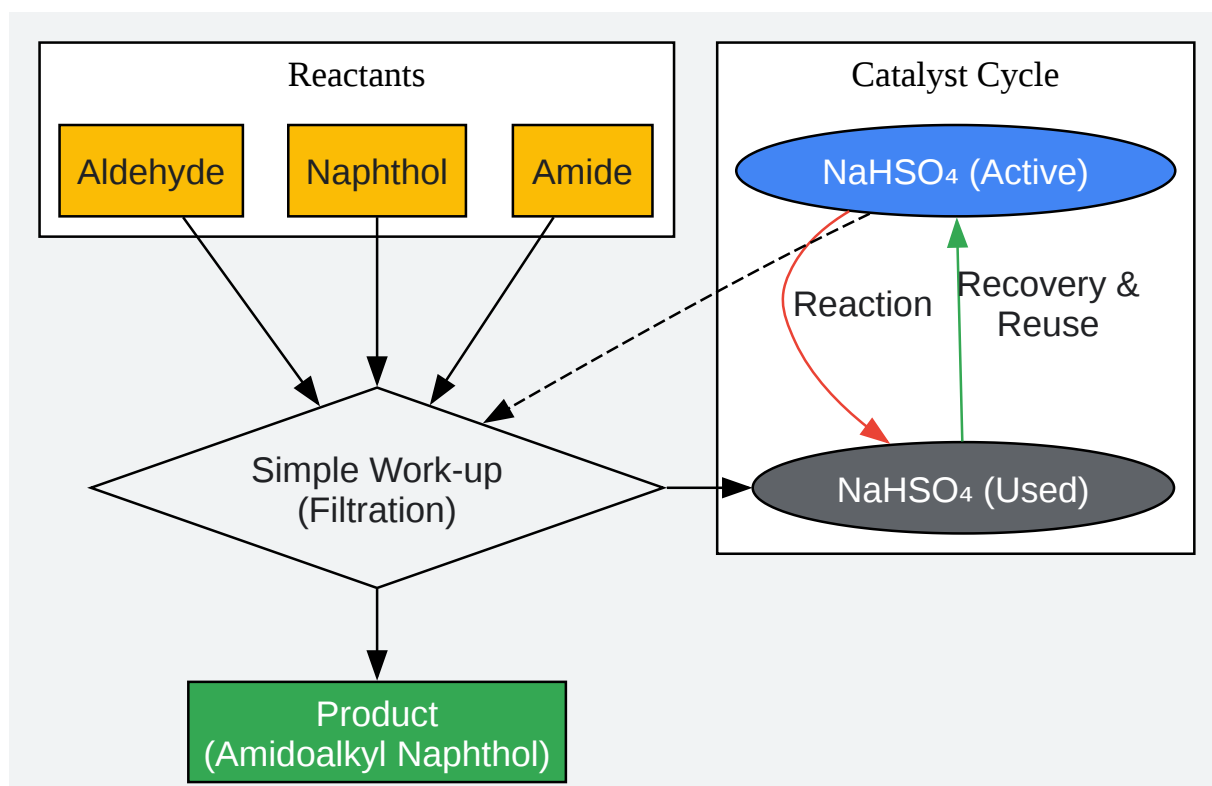 Reactants
Aldehyde
Naphthol
Amide
Catalyst Cycle
NaHSO₄ (Active)
Reaction
Recovery &
Reuse
NaHSO₄ (Used)
Simple Work-up
(Filtration)
Product
(Amidoalkyl Naphthol)